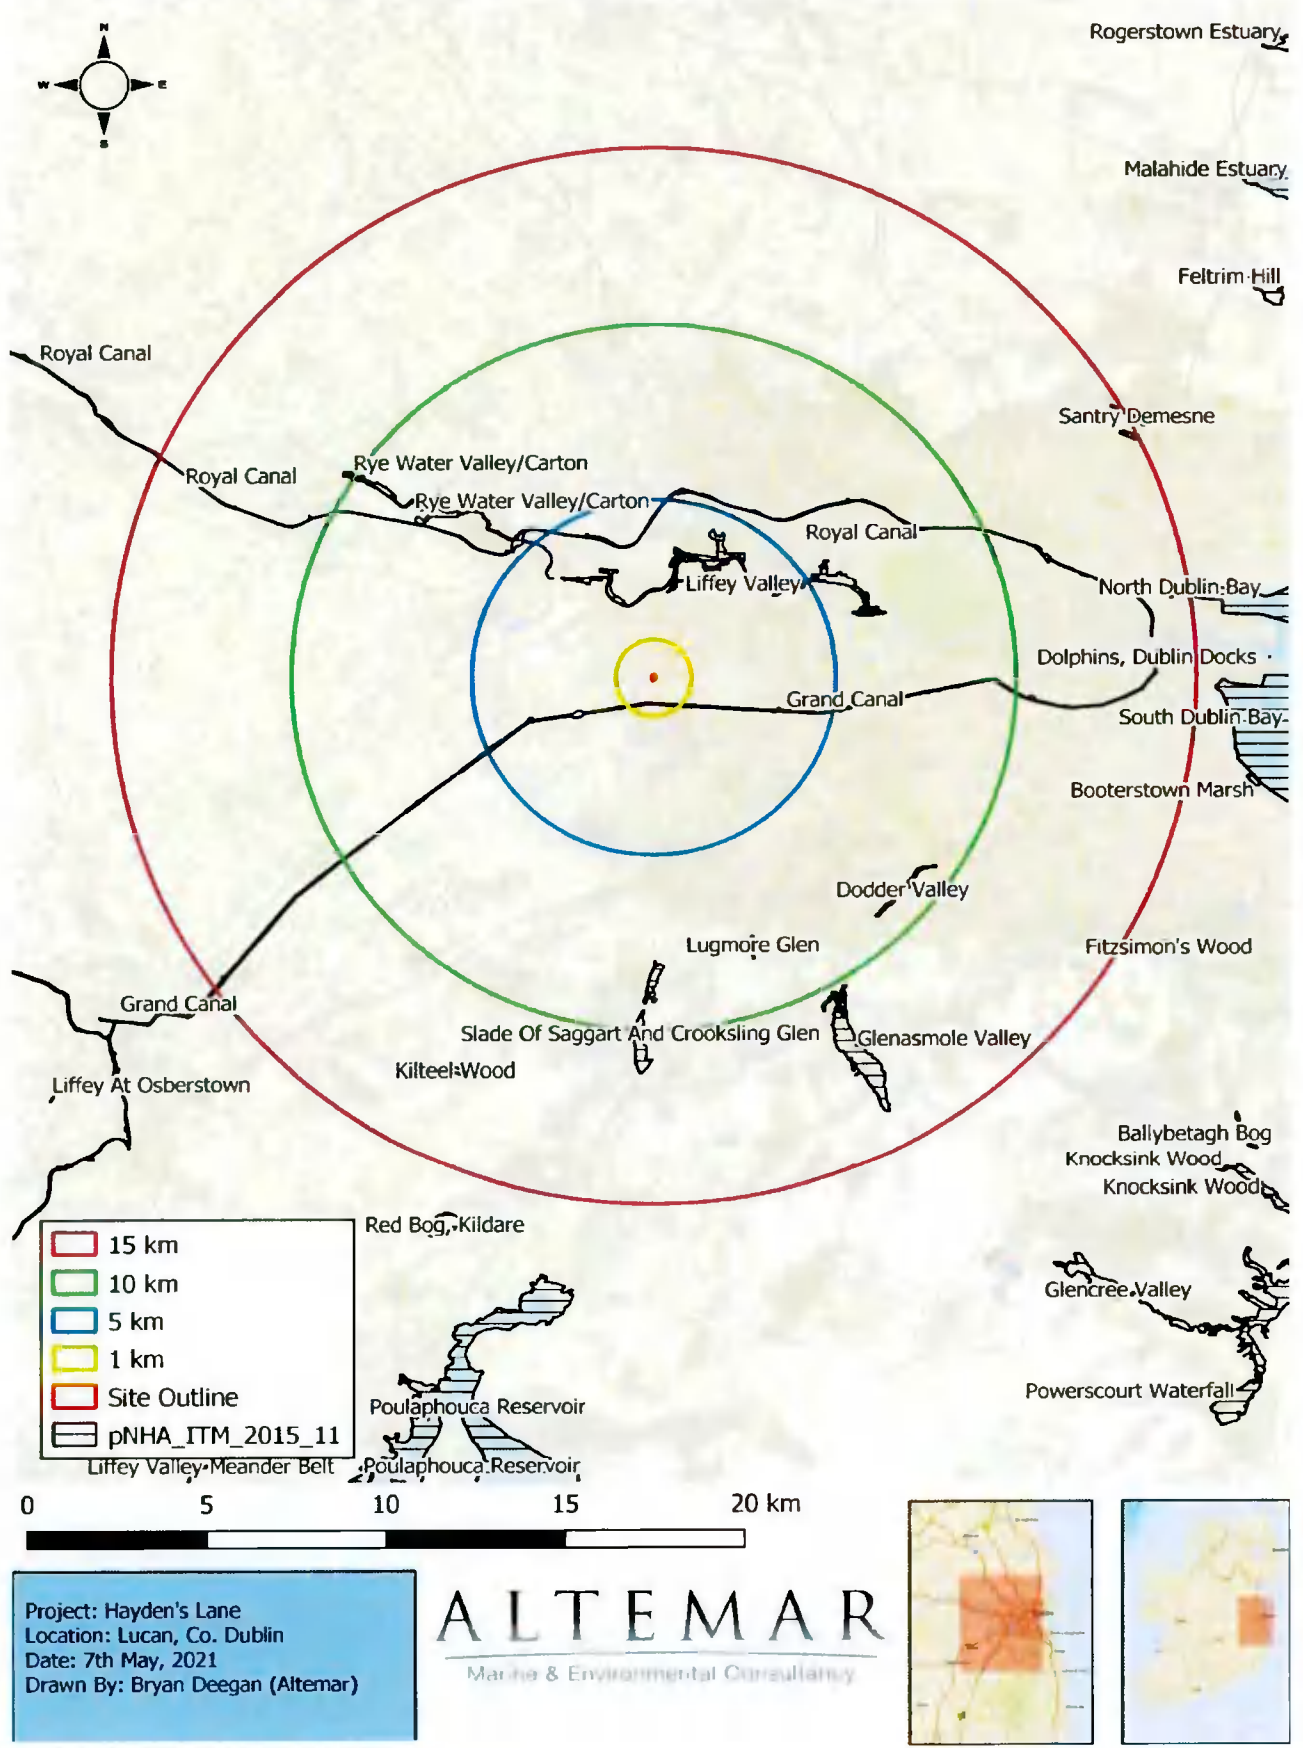 N
W
E
S
Rogerstown Estuary
Malahide Estuary
Feltrim Hill
Royal Canal
Santry Demesne
Royal Canal
Rye Water Valley/Carton
Rye Water Valley/Carton
Royal Canal
Liffey Valley
North Dublin Bay
Dolphins, Dublin Docks
Grand Canal
South Dublin Bay
Booterstown Marsh
Dodder Valley
Lugmore Glen
Fitzsimon's Wood
Grand Canal
Slade Of Saggart And Crooksling Glen
Glenasmole Valley
Kilteel Wood
Liffey At Osberstown
Ballybetagh Bog
Knocksink Wood
Knocksink Wood
Red Bog, Kildare
Glencree Valley
Powerscourt Waterfall
Poulaphouca Reservoir
Liffey Valley Meander Belt
Poulaphouca Reservoir
15 km
10 km
5 km
1 km
Site Outline
pNHA_ITM_2015_11
0 5 10 15 20 km
Project: Hayden's Lane
Location: Lucan, Co. Dublin
Date: 7th May, 2021
Drawn By: Bryan Deegan (Altemar)
ALTEMAR
Marine & Environmental Consultancy